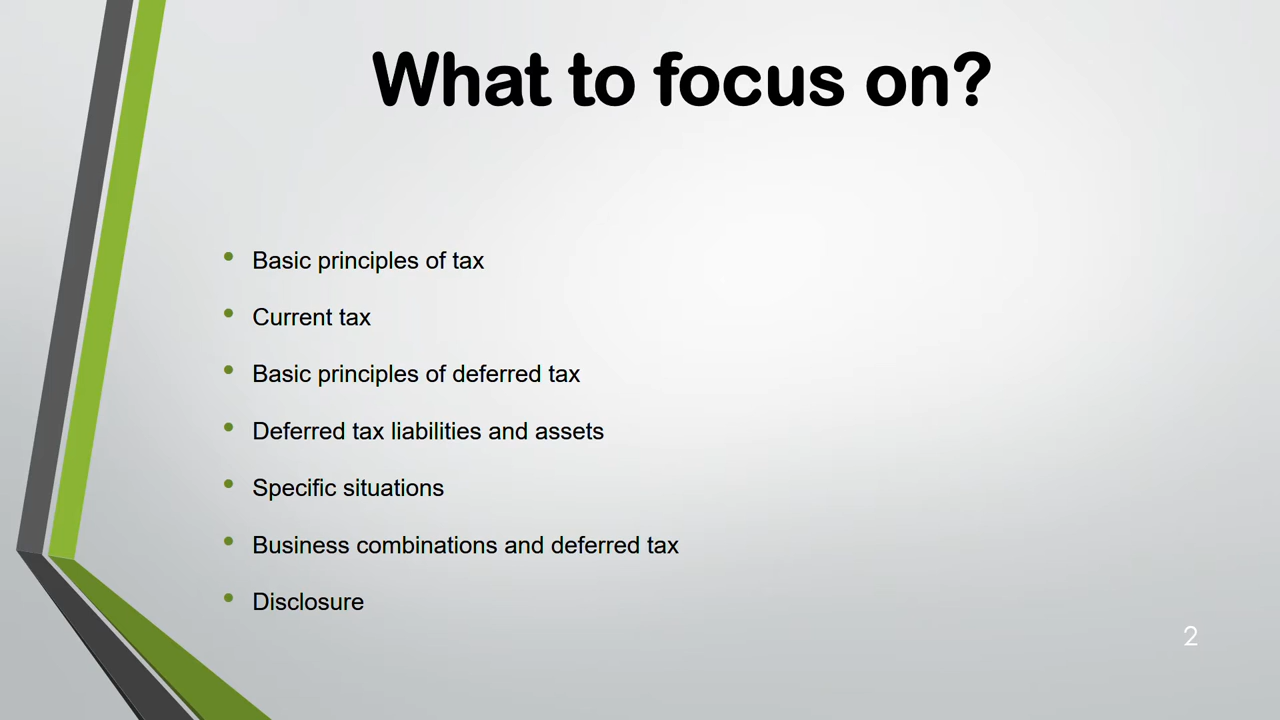 What to focus on?
Basic principles of tax
Current tax
Basic principles of deferred tax
Deferred tax liabilities and assets
Specific situations
Business combinations and deferred tax
Disclosure
2